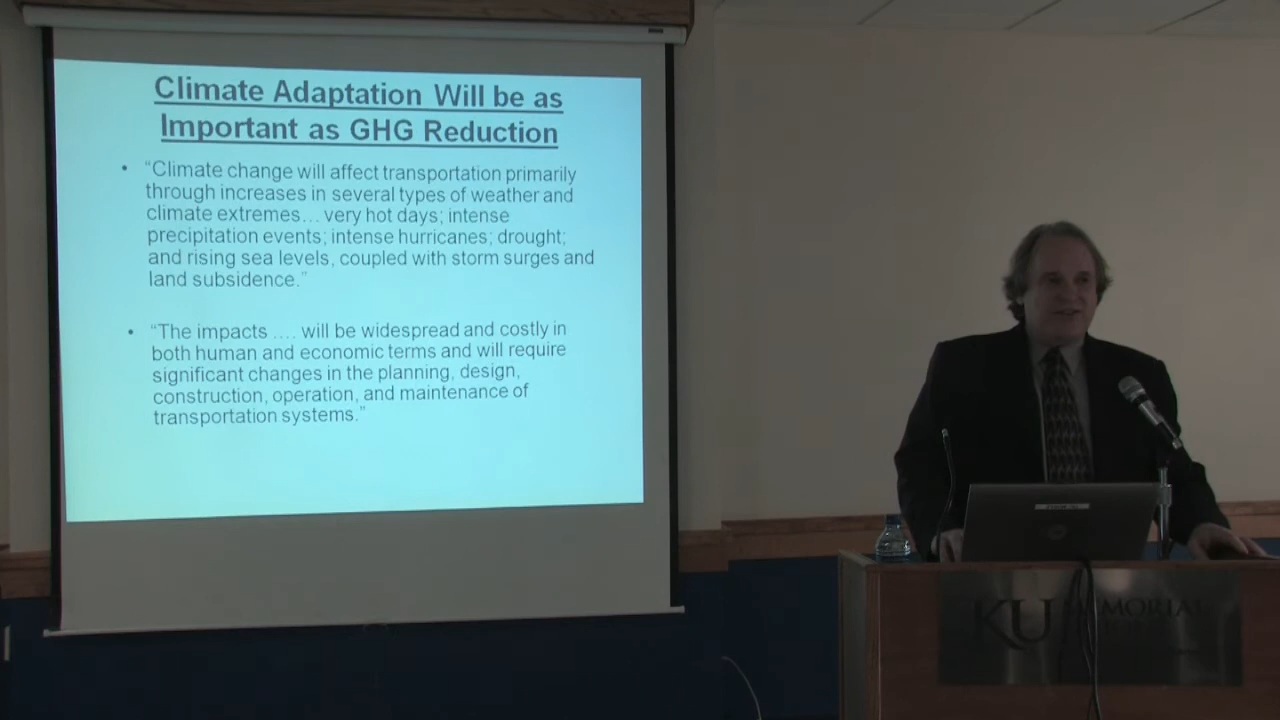 Climate Adaptation Will be as
Important as GHG Reduction
• “Climate change will affect transportation primarily
through increases in several types of weather and
climate extremes… very hot days; intense
precipitation events; intense hurricanes; drought;
and rising sea levels, coupled with storm surges and
land subsidence.”
• “The impacts …. will be widespread and costly in
both human and economic terms and will require
significant changes in the planning, design,
construction, operation, and maintenance of
transportation systems.”
KU